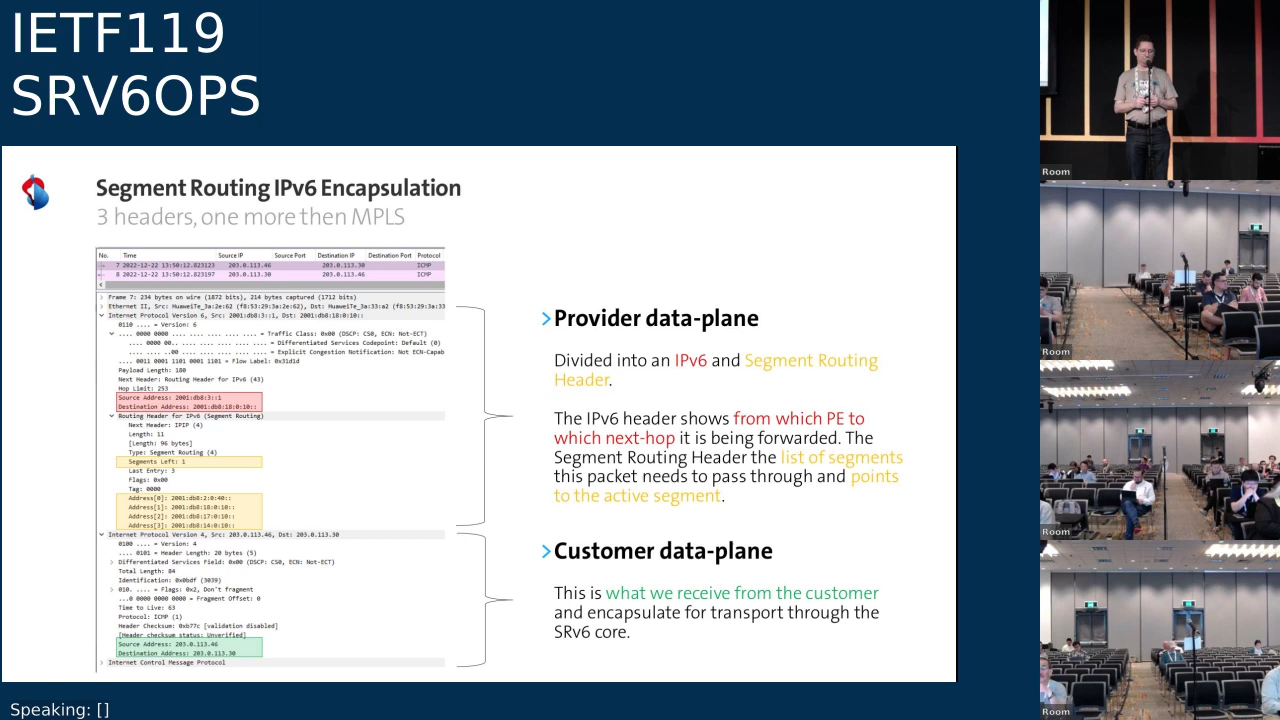 IETF119
SRV6OPS
Segment Routing IPv6 Encapsulation
3 headers, one more then MPLS
No. Time Source IP Source Port Destination IP Destination Port Protocol
7 2022-12-22 13:50:12.823123 203.0.113.46 203.0.113.30 ICMP
8 2022-12-22 13:50:12.823197 203.0.113.30 203.0.113.46 ICMP
Frame 7: 234 bytes on wire (1872 bits), 214 bytes captured (1712 bits)
Ethernet II, Src: HuaweiTe_3a:2e:62 (f8:53:29:3a:2e:62), Dst: HuaweiTe_3a:33:a2 (f8:53:29:3a:33
Internet Protocol Version 6, Src: 2001:db8:3::1, Dst: 2001:db8:18:0:10::
0110 .... = Version: 6
.... 0000 0000 .... .... .... .... .... = Traffic Class: 0x00 (DSCP: CS0, ECN: Not-ECT)
.... 0000 00.. .... .... .... .... .... = Differentiated Services Codepoint: Default (0)
.... .... ..00 .... .... .... .... .... = Explicit Congestion Notification: Not ECN-Capab
.... 0011 0001 1101 0001 1101 = Flow Label: 0x31d1d
Payload Length: 180
Next Header: Routing Header for IPv6 (43)
Hop Limit: 253
Source Address: 2001:db8:3::1
Destination Address: 2001:db8:18:0:10::
Routing Header for IPv6 (Segment Routing)
Next Header: IPIP (4)
Length: 11
[Length: 96 bytes]
Type: Segment Routing (4)
Segments Left: 1
Last Entry: 3
Flags: 0x00
Tag: 0000
Address[0]: 2001:db8:2:0:40::
Address[1]: 2001:db8:18:0:10::
Address[2]: 2001:db8:17:0:10::
Address[3]: 2001:db8:14:0:10::
Internet Protocol Version 4, Src: 203.0.113.46, Dst: 203.0.113.30
0100 .... = Version: 4
.... 0101 = Header Length: 20 bytes (5)
Differentiated Services Field: 0x00 (DSCP: CS0, ECN: Not-ECT)
Total Length: 84
Identification: 0x0bdf (3039)
010. .... = Flags: 0x2, Don't fragment
...0 0000 0000 0000 = Fragment Offset: 0
Time to Live: 63
Protocol: ICMP (1)
Header Checksum: 0xb77c [validation disabled]
[Header checksum status: Unverified]
Source Address: 203.0.113.46
Destination Address: 203.0.113.30
Internet Control Message Protocol
Provider data-plane
Divided into an IPv6 and Segment Routing
Header.
The IPv6 header shows from which PE to
which next-hop it is being forwarded. The
Segment Routing Header the list of segments
this packet needs to pass through and points
to the active segment.
Customer data-plane
This is what we receive from the customer
and encapsulate for transport through the
SRv6 core.
Room
Room
Room
Room
Speaking: []